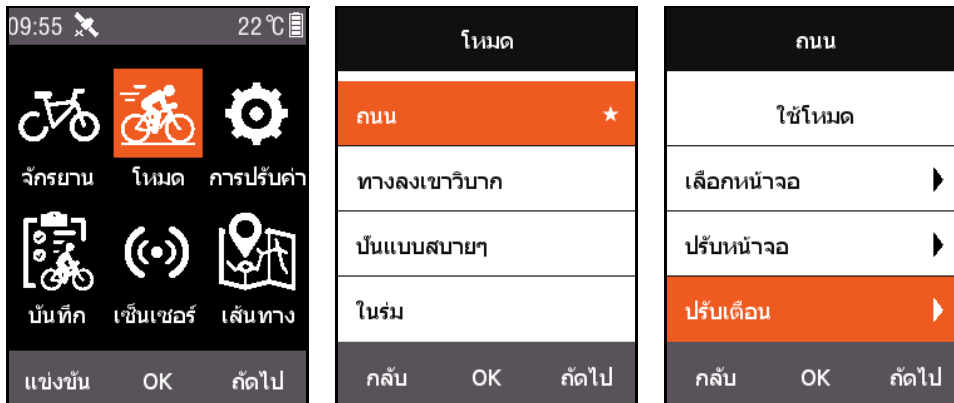 09:55 22℃
จักรยาน โหมด การปรับค่า
บันทึก เซ็นเซอร์ เส้นทาง
แข่งขัน OK ถัดไป
โหมด
ถนน
ทางลงเขาวิบาก
ปั่นแบบสบายๆ
ในร่ม
กลับ OK ถัดไป
ถนน
ใช้โหมด
เลือกหน้าจอ
ปรับหน้าจอ
ปรับเตือน
กลับ OK ถัดไป